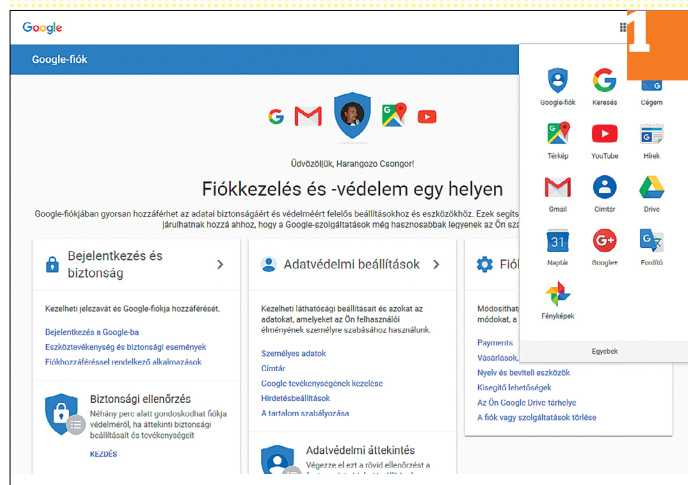 Google
1
Google-fiók
Üdvözöljük, Harangozo Csongor!
Fiókkezelés és -védelem egy helyen
Google-fiókjában gyorsan hozzáférhet az adatai biztonságáért és védelméért felelős beállításokhoz és eszközökhöz. Ezek segíts
járulhatnak hozzá ahhoz, hogy a Google-szolgáltatások még hasznosabbak legyenek az Ön szá
Bejelentkezés és
biztonság
Kezelheti jelszavát és Google-fiókja hozzáférését.
Bejelentkezés a Google-ba
Eszköztevékenység és biztonsági események
Fiókhozzáféréssel rendelkező alkalmazások
Biztonsági ellenőrzés
Néhány perc alatt gondoskodhat fiókja
védelméről, ha áttekinti biztonsági
beállításait és tevékenységeit
KEZDÉS
Adatvédelmi beállítások
Kezelheti láthatósági beállításait és azokat az
adatokat, amelyeket az Ön felhasználói
élményének személyre szabásához használunk.
Személyes adatok
Címtár
Google tevékenységének kezelése
Hirdetésbeállítások
A tartalom szabályozása
Adatvédelmi áttekintés
Végezze el ezt a rövid ellenőrzést a
Fiól
Módosíthat
módokat, a
Payments
Vásárlások,
Nyelv és beviteli eszközök
Kisegítő lehetőségek
Az Ön Google Drive-tárhelye
A fiók vagy szolgáltatások törlése
Google-fiók Keresés Cégem
Térkép YouTube Hírek
Gmail Címtár Drive
31
Naptár Google+ Fordító
Fényképek
Egyebek